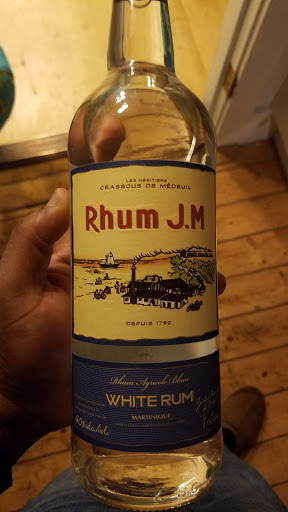 LES HÉRITIERS
CRASSOUS DE MÉDEUIL
Rhum J.M
DEPUIS 1790
Rhum Agricole Blanc
WHITE RUM
MARTINIQUE